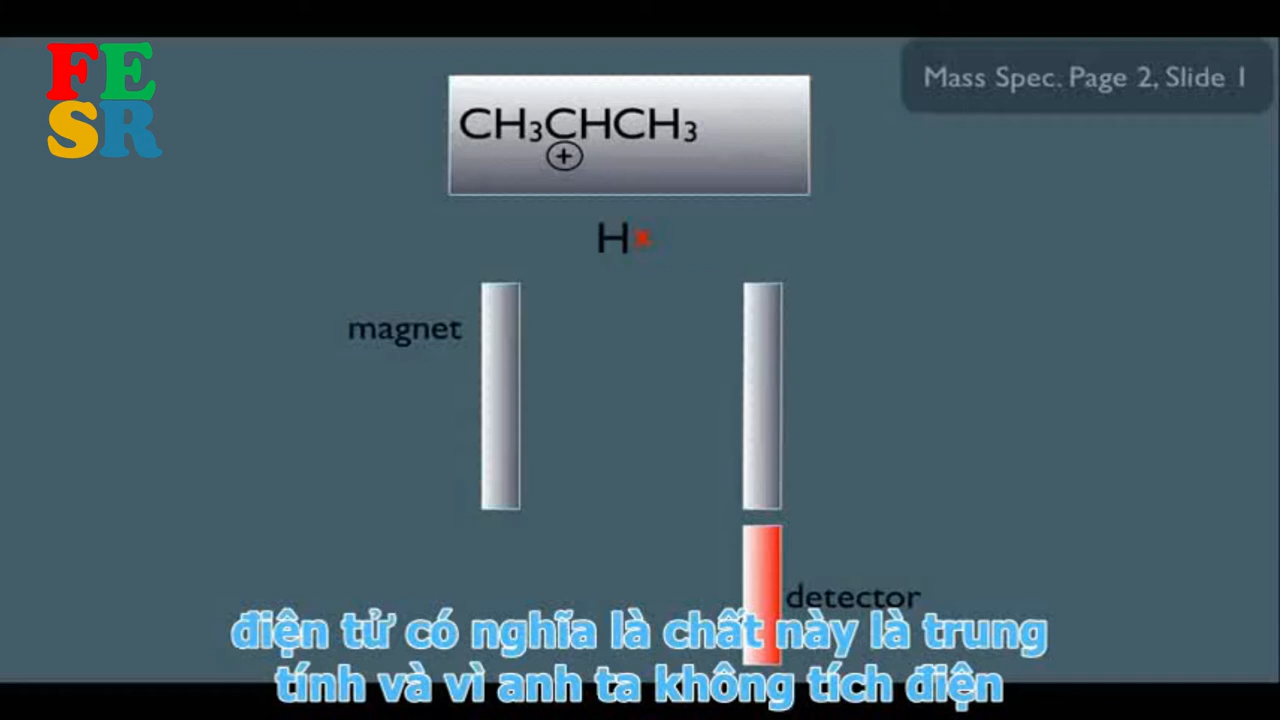 FE
SR
Mass Spec. Page 2, Slide 1
CH₃CHCH₃
+
H
magnet
detector
điện tử có nghĩa là chất này là trung
tính và vì anh ta không tích điện